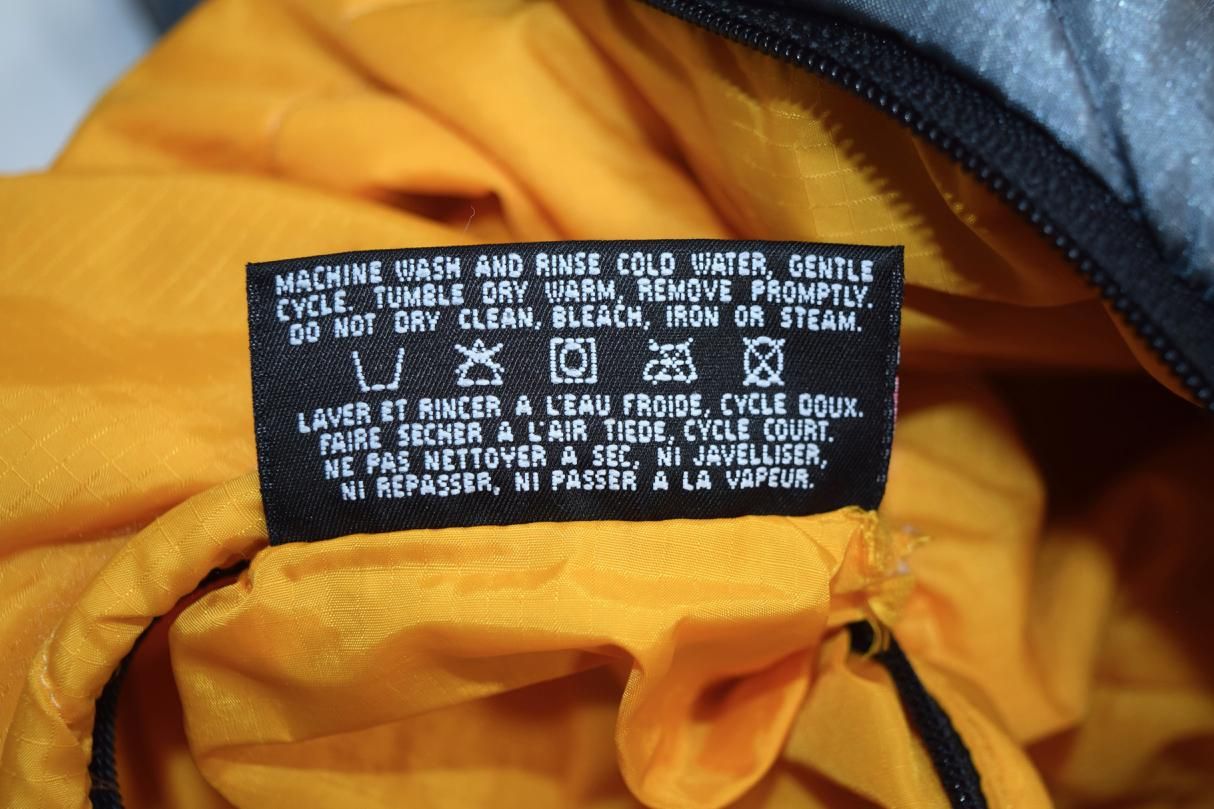 MACHINE WASH AND RINSE COLD WATER, GENTLE
CYCLE, TUMBLE DRY WARM, REMOVE PROMPTLY.
DO NOT DRY CLEAN, BLEACH, IRON OR STEAM.
LAVER ET RINCER A L'EAU FROIDE, CYCLE DOUX.
FAIRE SECHER A L'AIR TIEDE, CYCLE COURT.
NE PAS NETTOYER A SEC, NI JAVELLISER,
NI REPASSER, NI PASSER A LA VAPEUR.